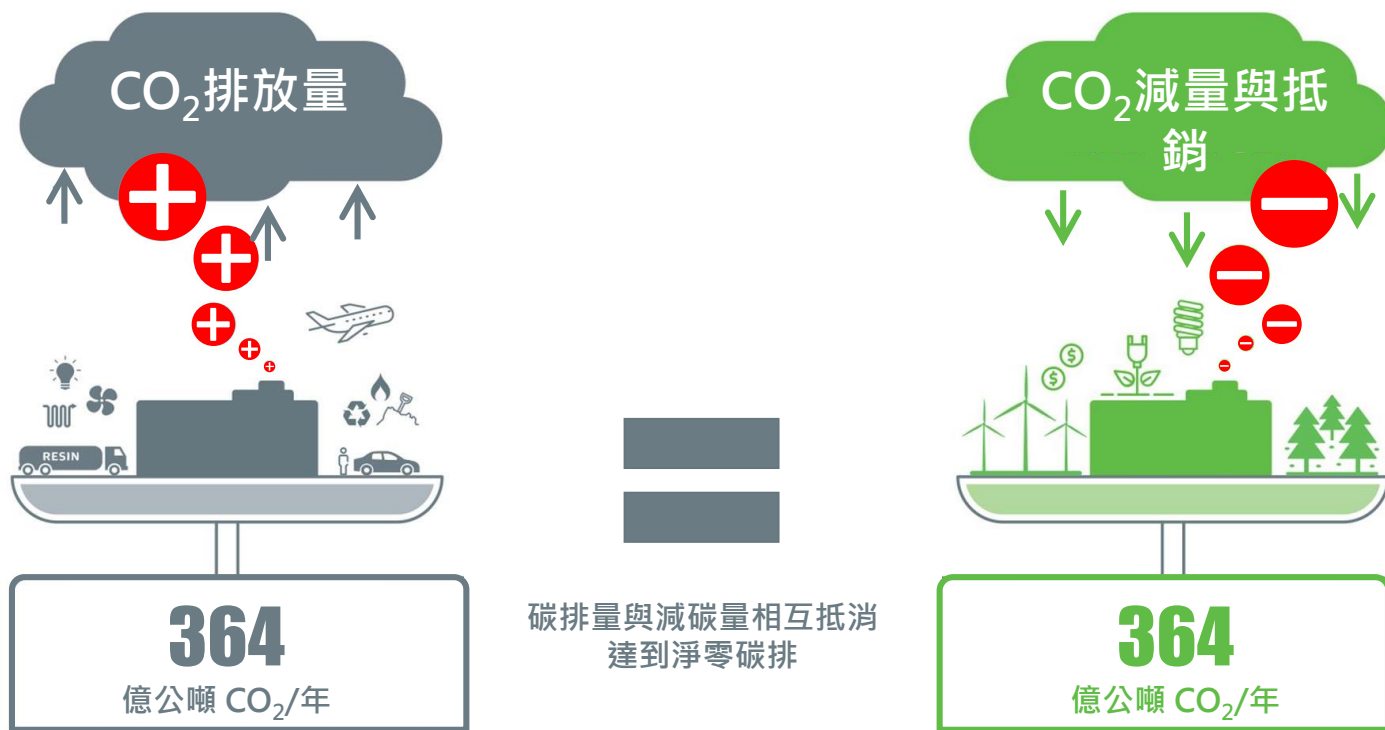 CO₂排放量
RESIN
364
億公噸 CO₂/年
碳排量與減碳量相互抵消
達到淨零碳排
CO₂減量與抵
銷
$
$
364
億公噸 CO₂/年